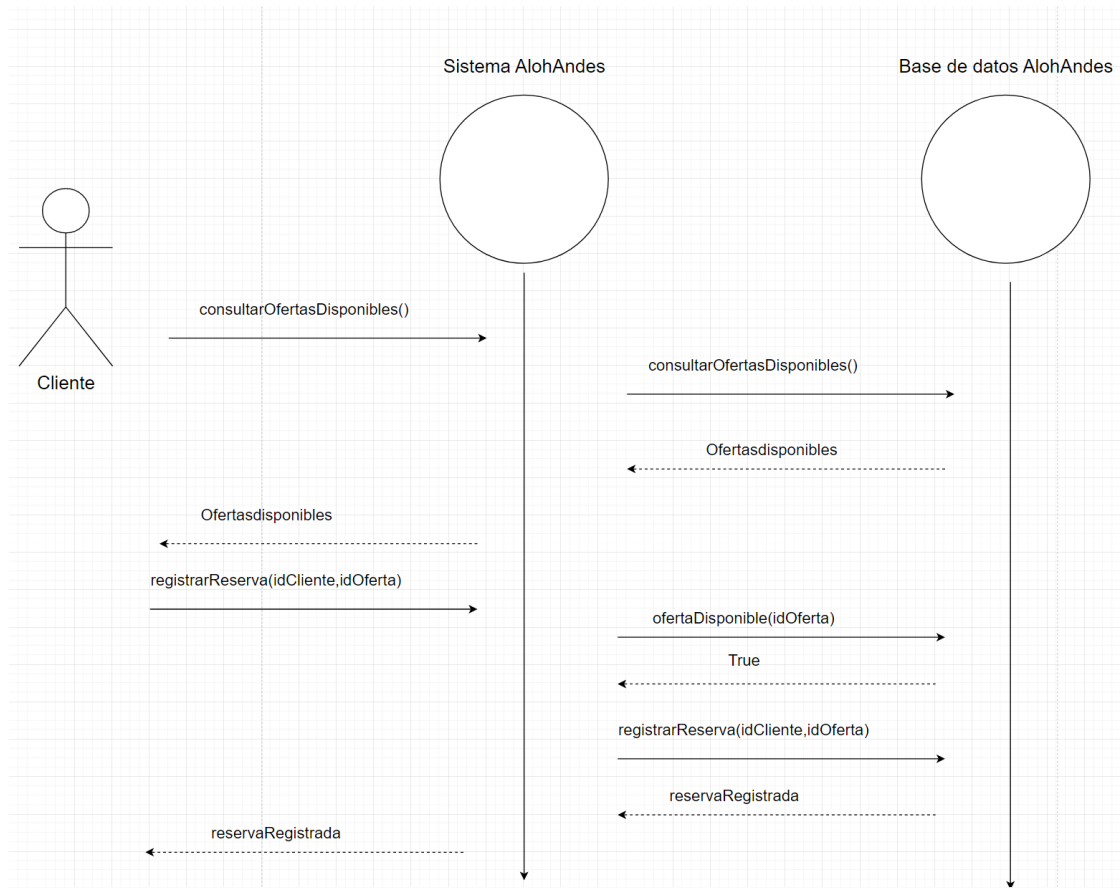 Sistema AlohAndes
Base de datos AlohAndes
Cliente
consultarOfertasDisponibles()
consultarOfertasDisponibles()
Ofertasdisponibles
Ofertasdisponibles
registrarReserva(idCliente,idOferta)
ofertaDisponible(idOferta)
True
registrarReserva(idCliente,idOferta)
reservaRegistrada
reservaRegistrada